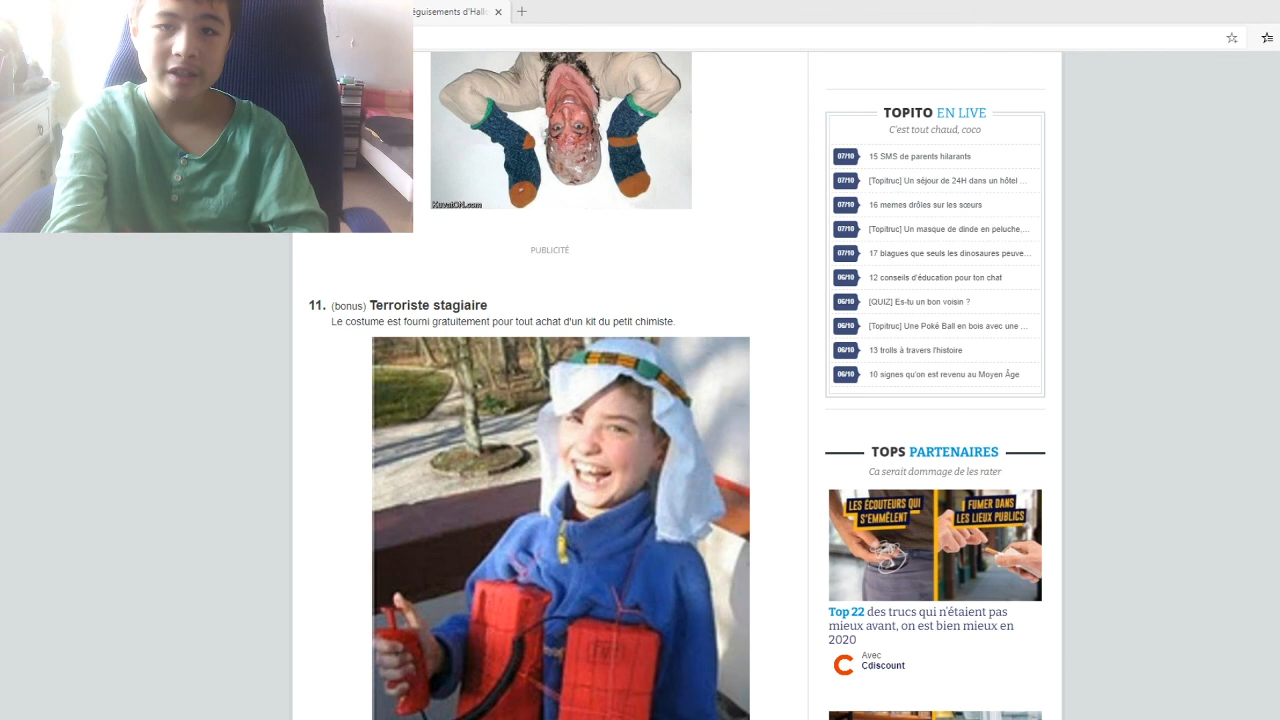 éguisements d'Hall
KuvatON.com
PUBLICITÉ
11. (bonus) Terroriste stagiaire
Le costume est fourni gratuitement pour tout achat d'un kit du petit chimiste.
TNT
TOPITO EN LIVE
C'est tout chaud, coco
07/10 15 SMS de parents hilarants
07/10 [Topitruc] Un séjour de 24H dans un hôtel ...
07/10 16 memes drôles sur les sœurs
07/10 [Topitruc] Un masque de dinde en peluche,...
07/10 17 blagues que seuls les dinosaures peuve...
06/10 12 conseils d'éducation pour ton chat
06/10 [QUIZ] Es-tu un bon voisin ?
06/10 [Topitruc] Une Poké Ball en bois avec une ...
06/10 13 trolls à travers l'histoire
06/10 10 signes qu'on est revenu au Moyen Âge
TOPS PARTENAIRES
Ca serait dommage de les rater
LES ÉCOUTEURS QUI
S'EMMÊLENT
FUMER DANS
LES LIEUX PUBLICS
Top 22 des trucs qui n'étaient pas
mieux avant, on est bien mieux en
2020
Avec
Cdiscount